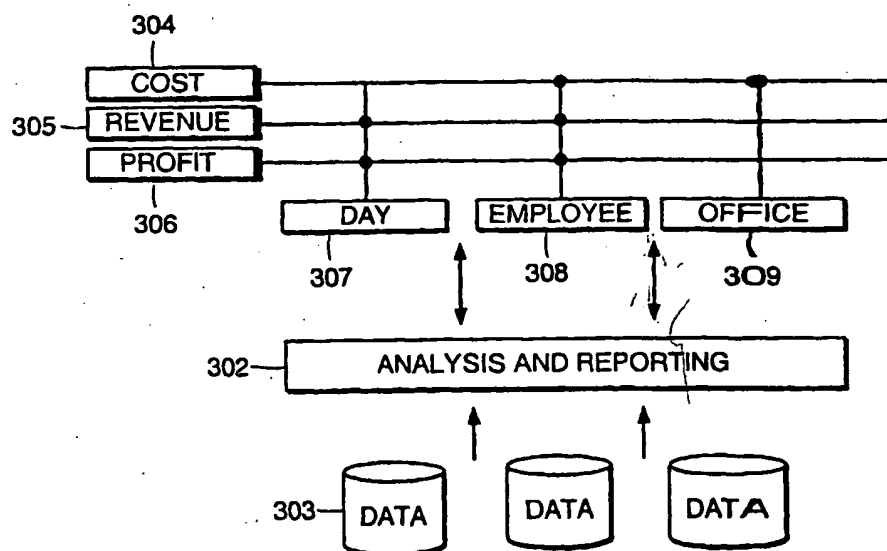 304
COST
305 REVENUE
PROFIT
306
DAY EMPLOYEE OFFICE
307 308 309
302 ANALYSIS AND REPORTING
303 DATA DATA DATA